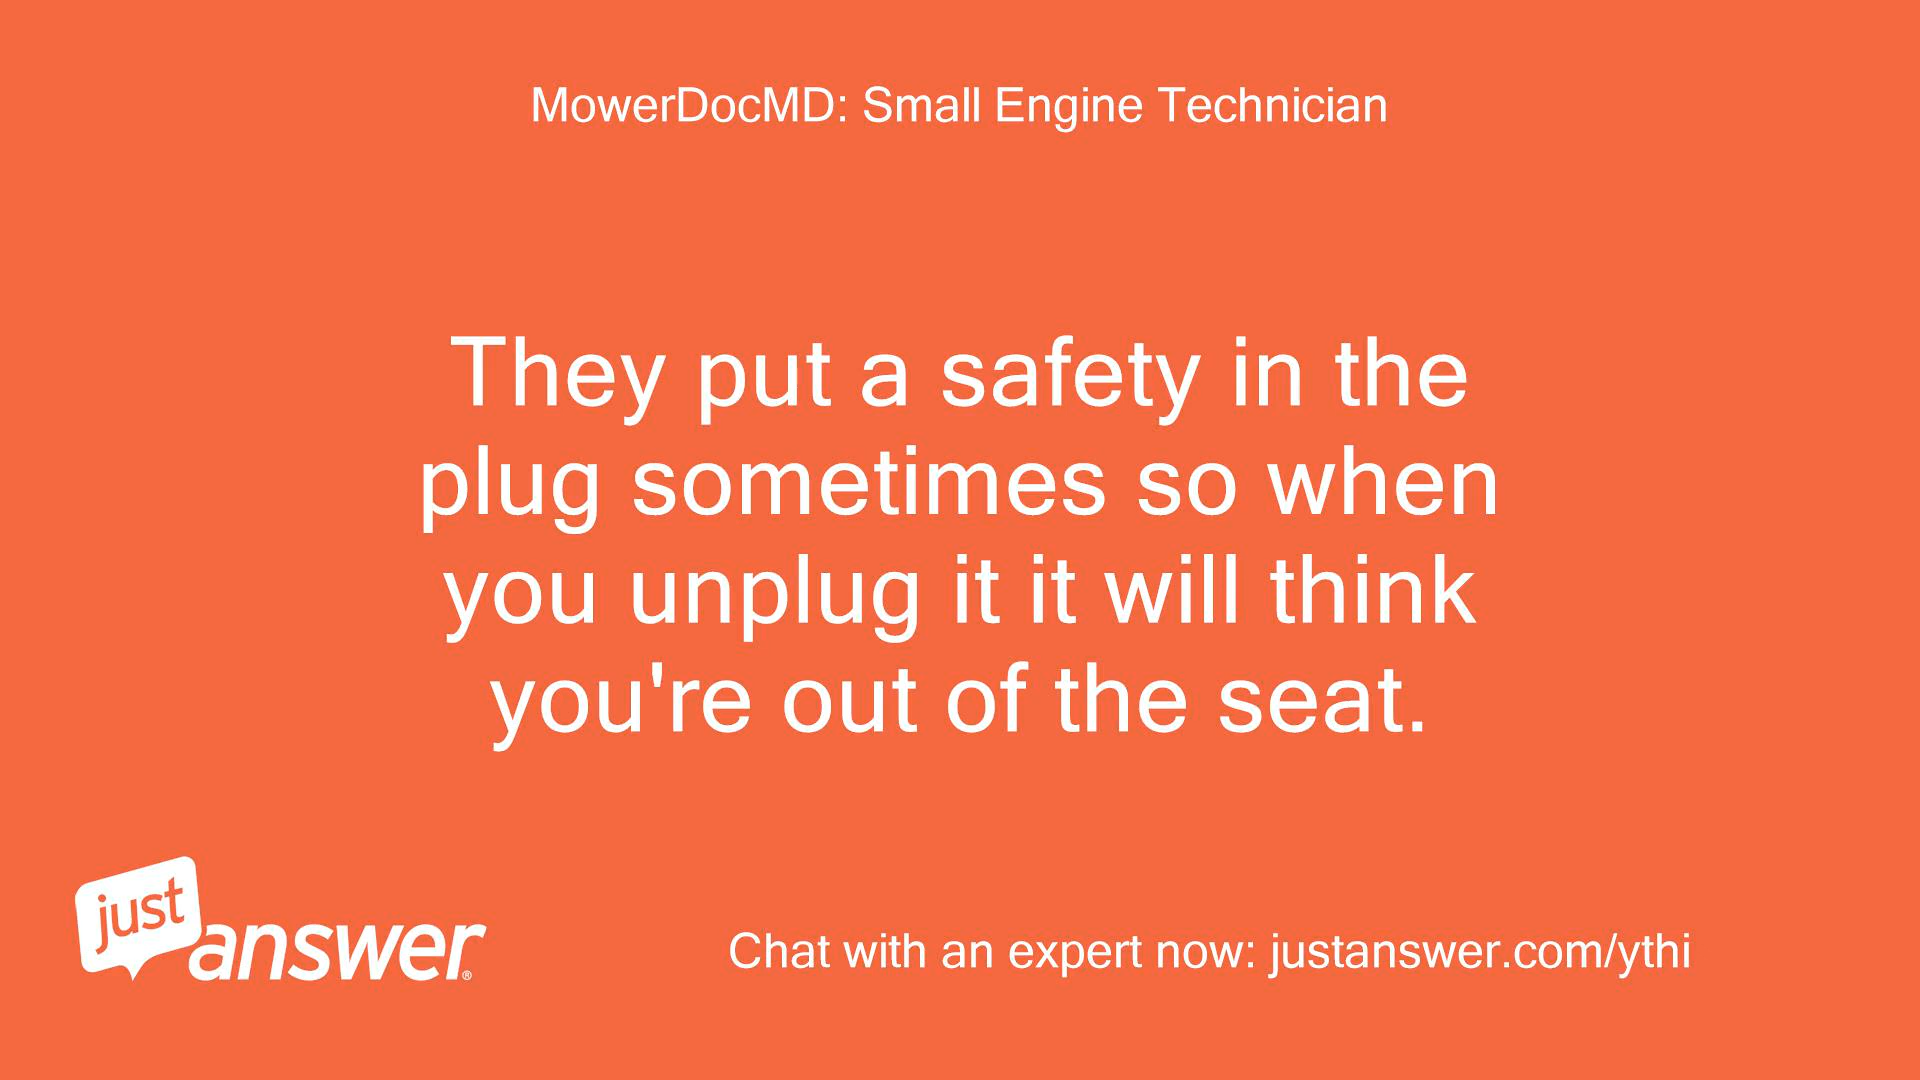 MowerDocMD: Small Engine Technician
They put a safety in the
plug sometimes so when
you unplug it it will think
you're out of the seat.
just
answer®
Chat with an expert now: justanswer.com/ythi